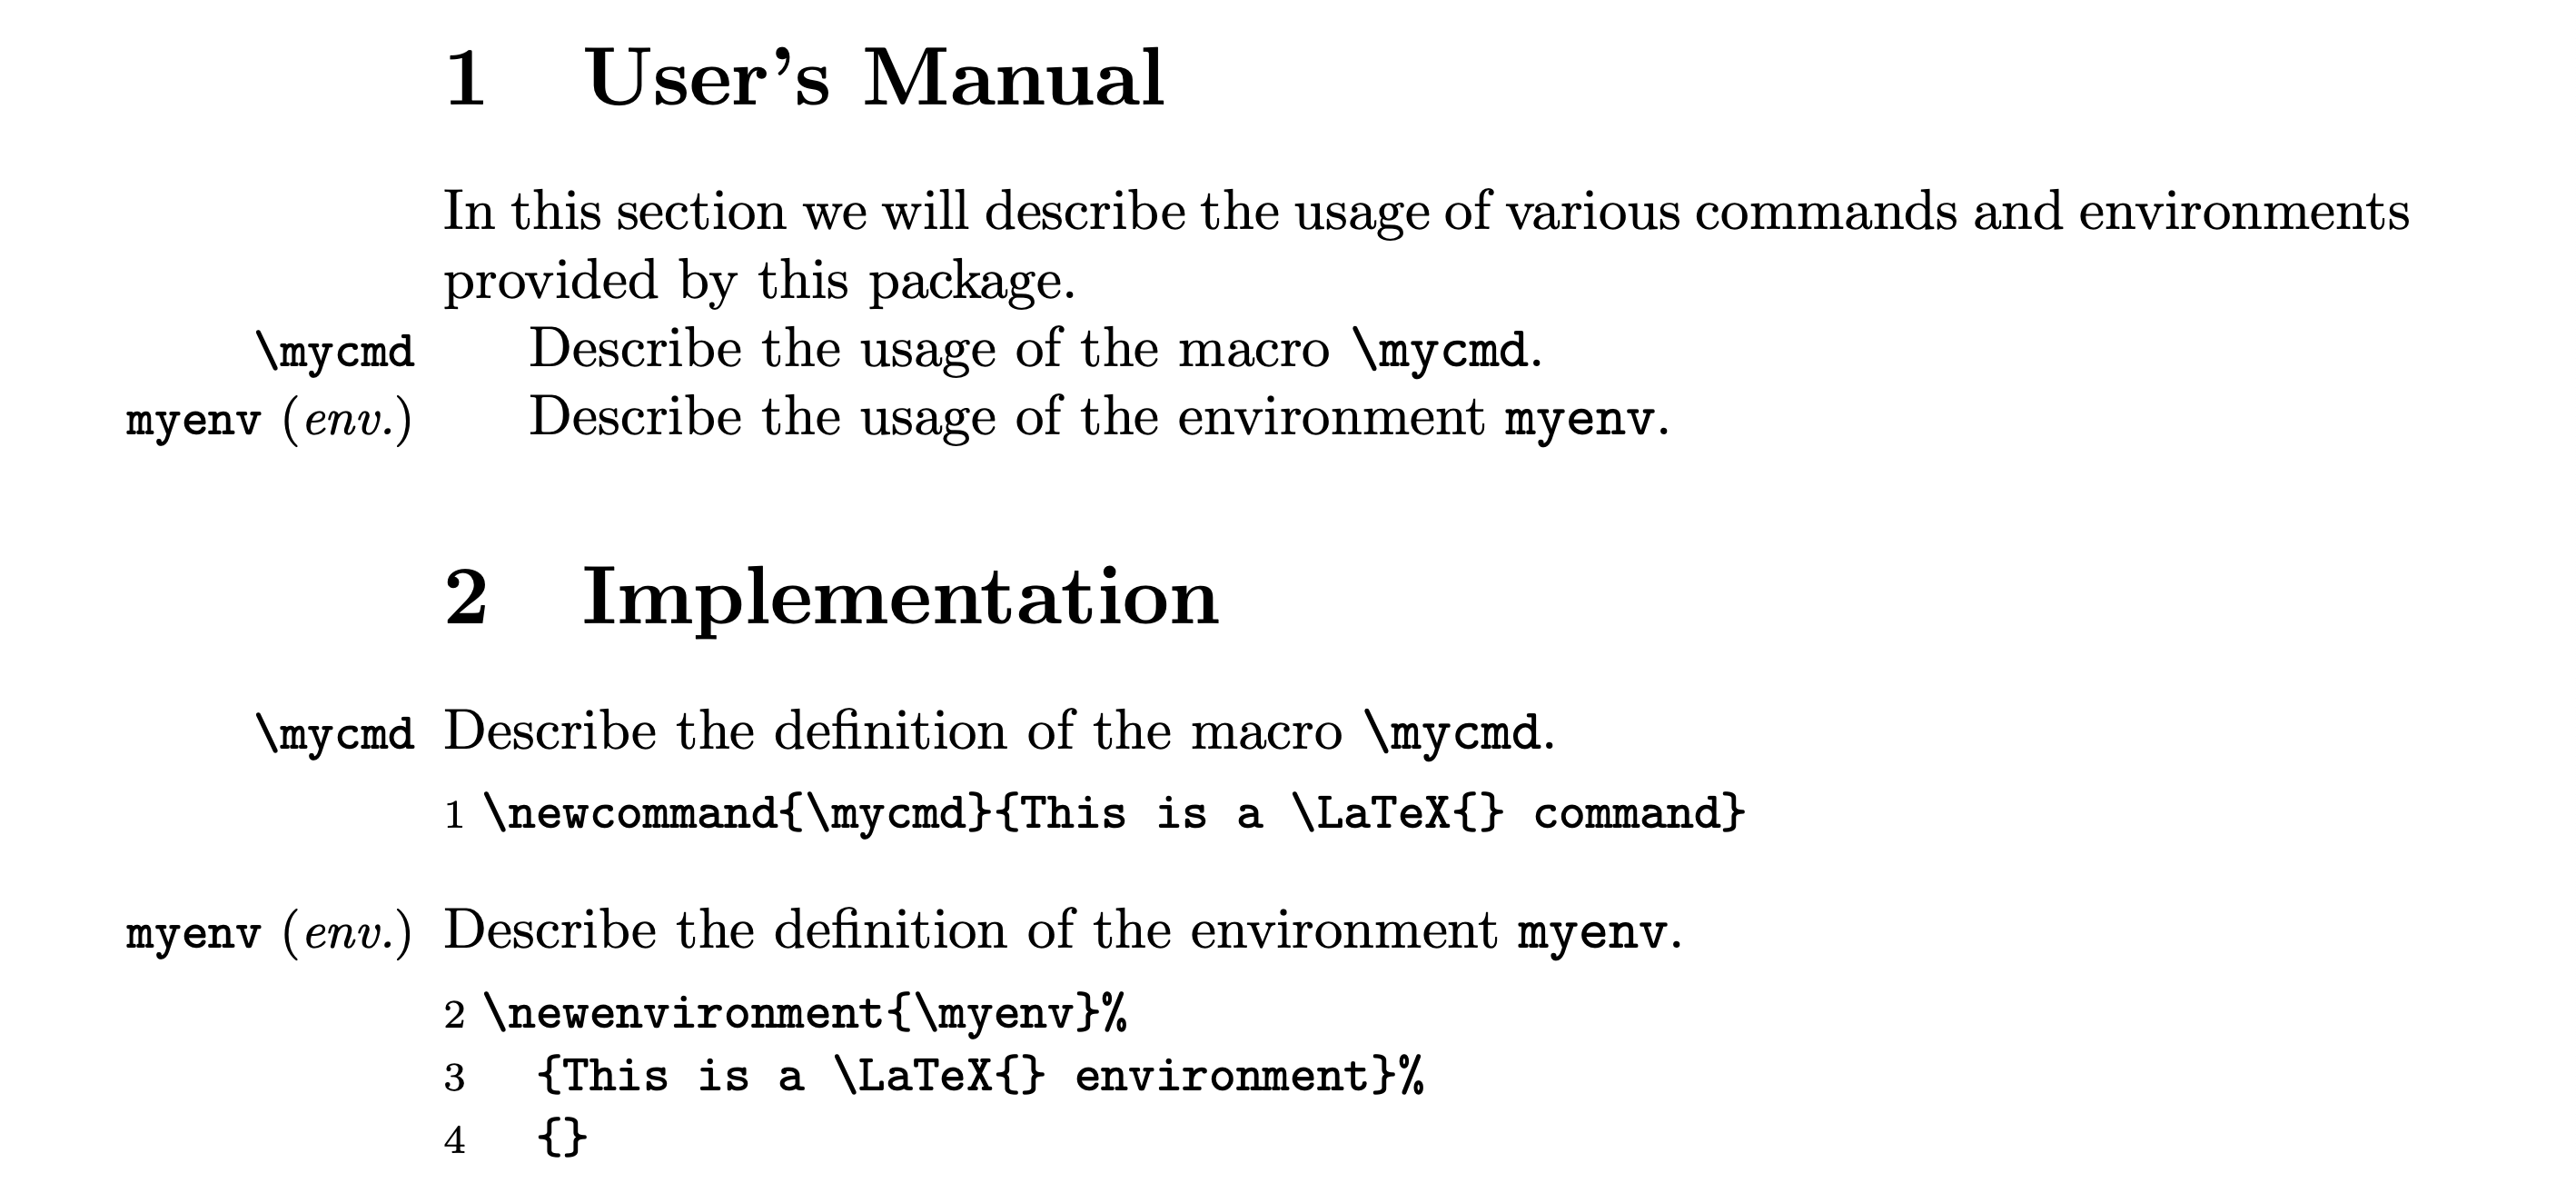 1 User’s Manual
In this section we will describe the usage of various commands and environments
provided by this package.
\mycmd Describe the usage of the macro \mycmd.
myenv (env.) Describe the usage of the environment myenv.
2 Implementation
\mycmd Describe the definition of the macro \mycmd.
1 \newcommand{\mycmd}{This is a \LaTeX{} command}
myenv (env.) Describe the definition of the environment myenv.
2 \newenvironment{\myenv}%
3   {This is a \LaTeX{} environment}%
4   {}